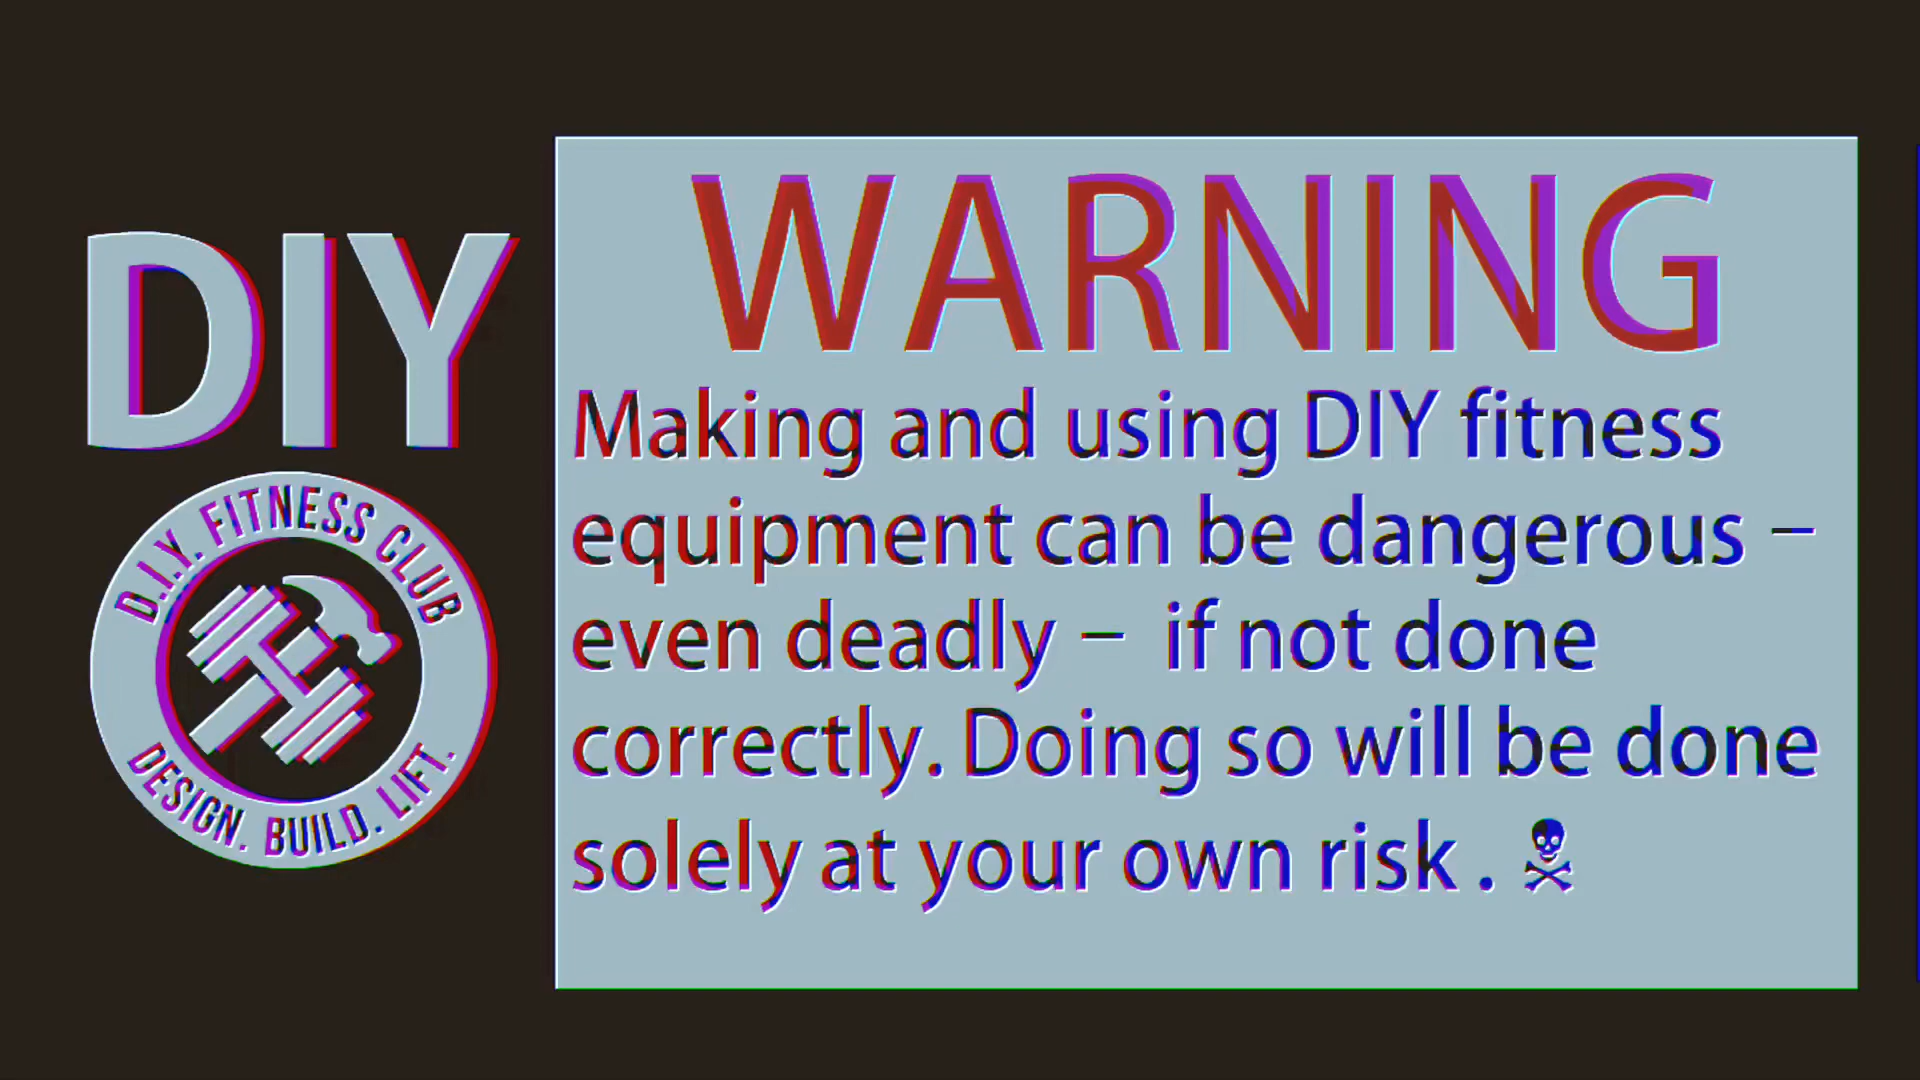 DIY
D.I.Y. FITNESS CLUB
DESIGN. BUILD. LIFT.
WARNING
Making and using DIY fitness
equipment can be dangerous –
even deadly – if not done
correctly. Doing so will be done
solely at your own risk . ☠